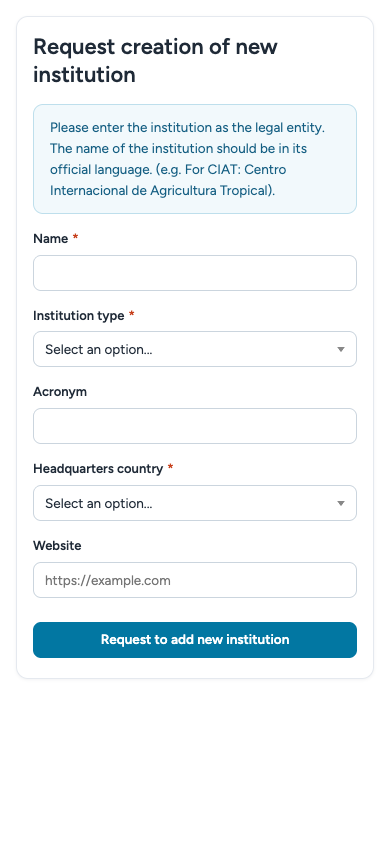 Request creation of new
institution
Please enter the institution as the legal entity.
The name of the institution should be in its
official language. (e.g. For CIAT: Centro
Internacional de Agricultura Tropical).
Name *
Institution type *
Select an option...
Acronym
Headquarters country *
Select an option...
Website
https://example.com
Request to add new institution